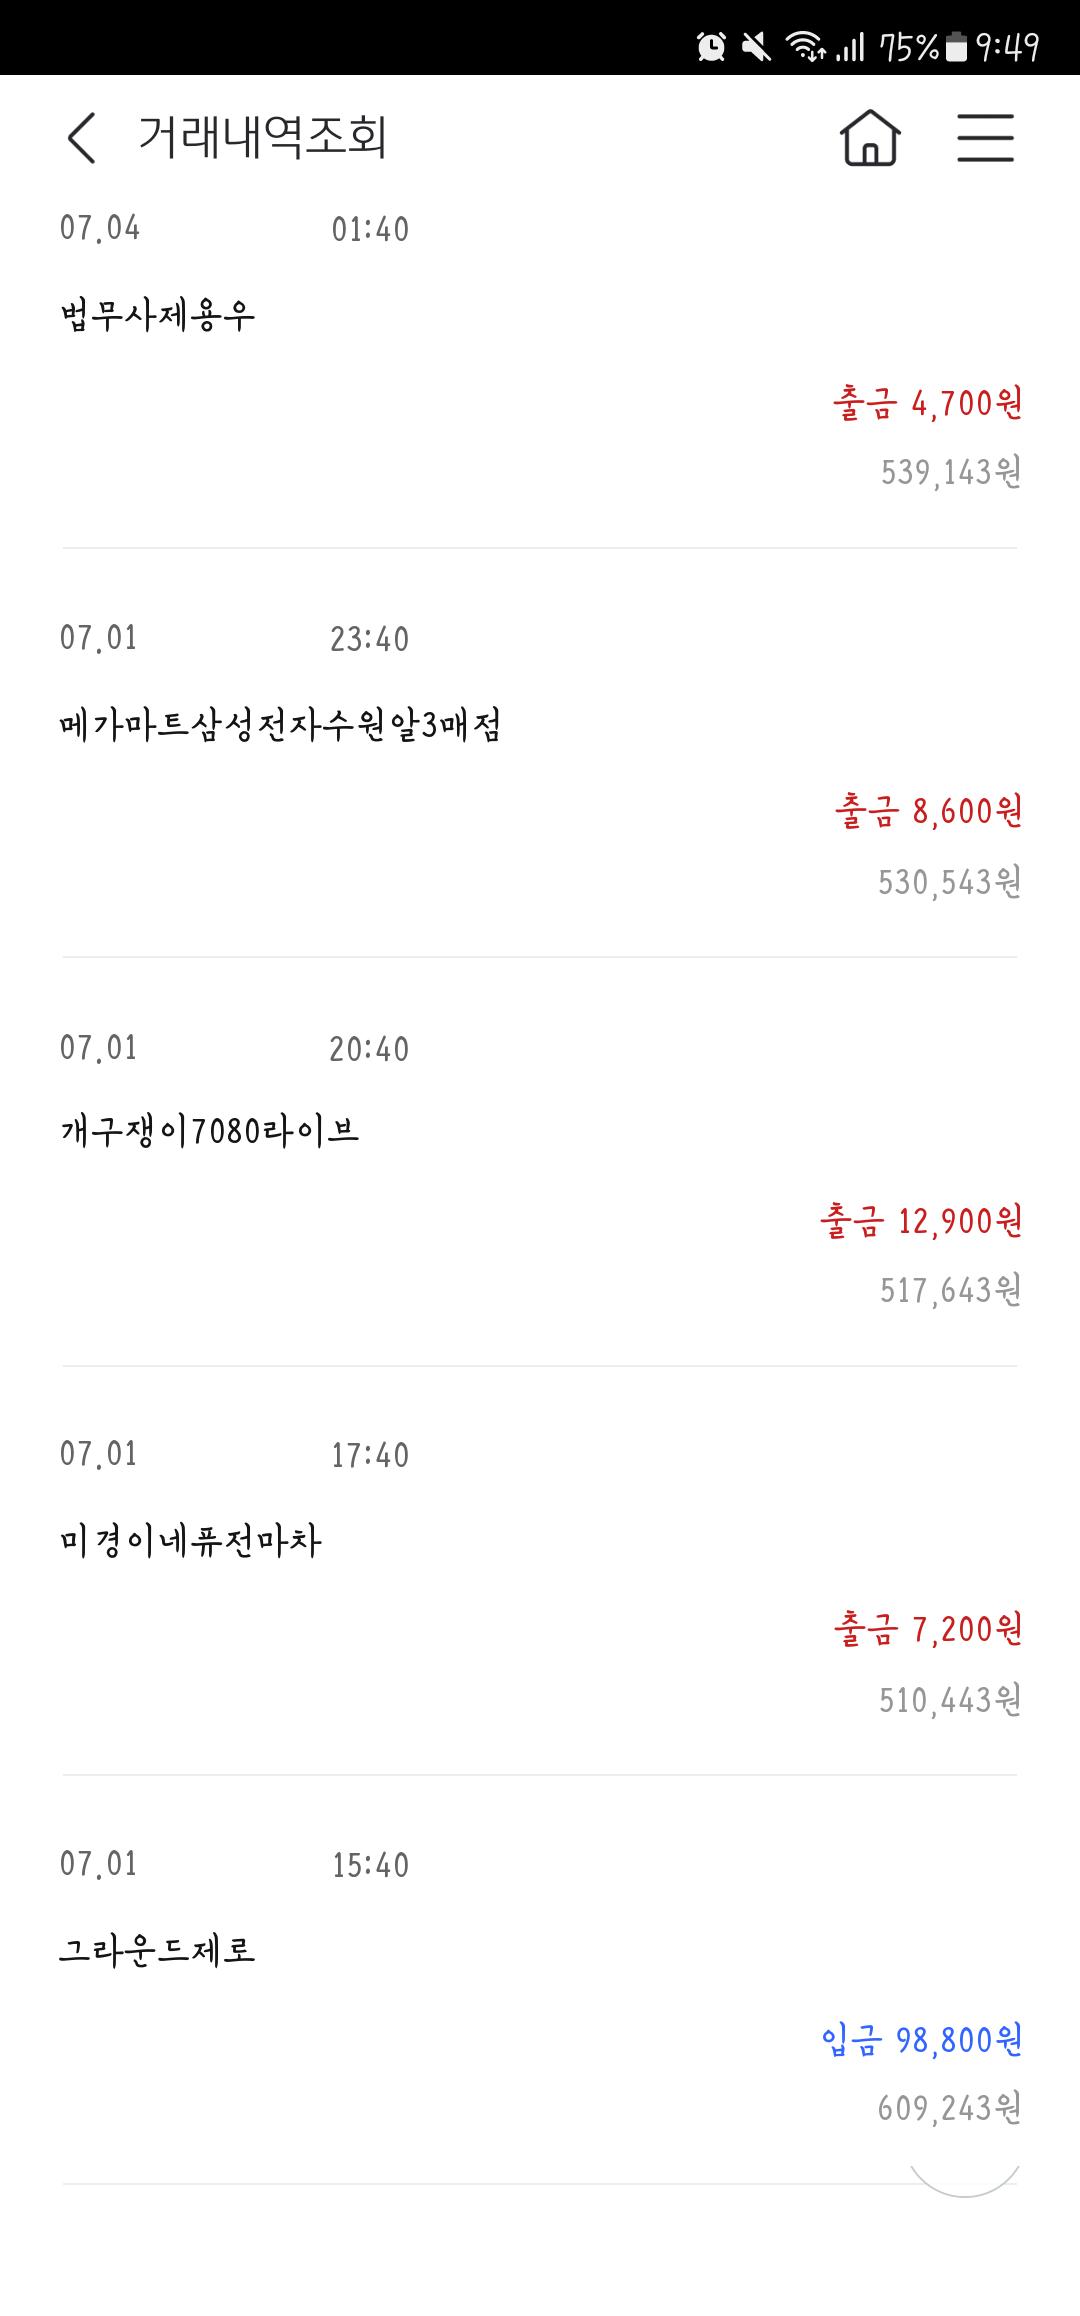 75% 9:49
거래내역조회
07.04 01:40
법무사제용우
출금 4,700원
539,143원
07.01 23:40
메가마트삼성전자수원알3매점
출금 8,600원
530,543원
07.01 20:40
개구쟁이7080라이브
출금 12,900원
517,643원
07.01 17:40
미경이네퓨전마차
출금 7,200원
510,443원
07.01 15:40
그라운드제로
입금 98,800원
609,243원